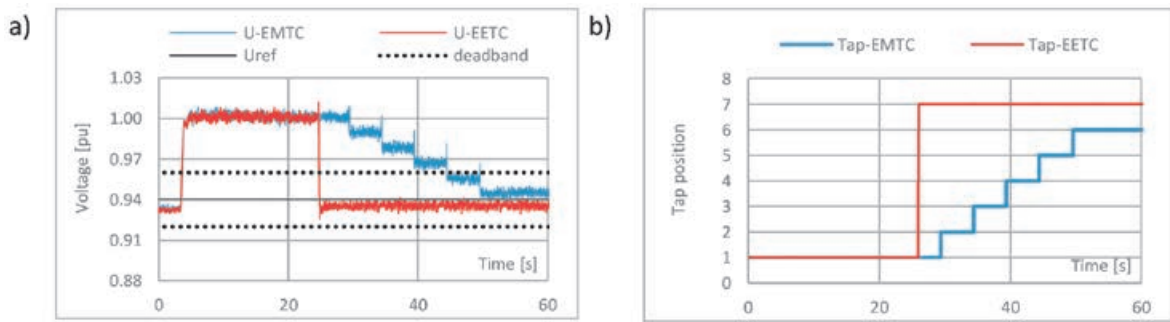 a)
U-EMTC U-EETC
Uref deadband
Voltage [pu]
1.03
1.00
0.97
0.94
0.91
0.88
Time [s]
0 20 40 60
b)
Tap-EMTC Tap-EETC
Tap position
8
7
6
5
4
3
2
1
0
Time [s]
0 20 40 60